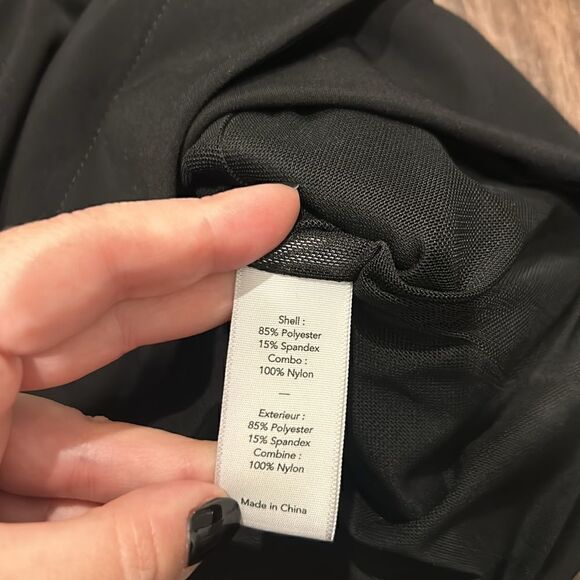 Shell :
85% Polyester
15% Spandex
Combo :
100% Nylon
—
Exterieur :
85% Polyester
15% Spandex
Combine :
100% Nylon
Made in China